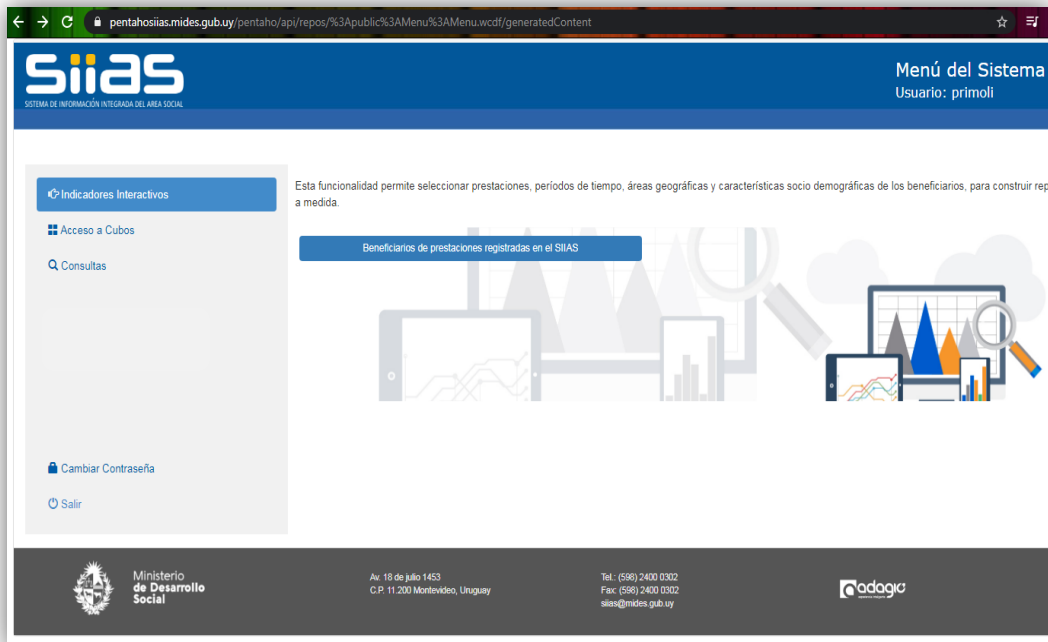 pentahosiias.mides.gub.uy/pentaho/api/repos/%3Apublic%3AMenu%3AMenu.wcdf/generatedContent
Siias
SISTEMA DE INFORMACIÓN INTEGRADA DEL AREA SOCIAL
Menú del Sistema
Usuario: primoli
Indicadores Interactivos
Acceso a Cubos
Consultas
Cambiar Contraseña
Salir
Esta funcionalidad permite seleccionar prestaciones, períodos de tiempo, áreas geográficas y características socio demográficas de los beneficiarios, para construir rep
a medida.
Beneficiarios de prestaciones registradas en el SIIAS
Ministerio
de Desarrollo
Social
Av. 18 de julio 1453
C.P. 11.200 Montevideo, Uruguay
Tel.: (598) 2400 0302
Fax: (598) 2400 0302
siias@mides.gub.uy
adagio